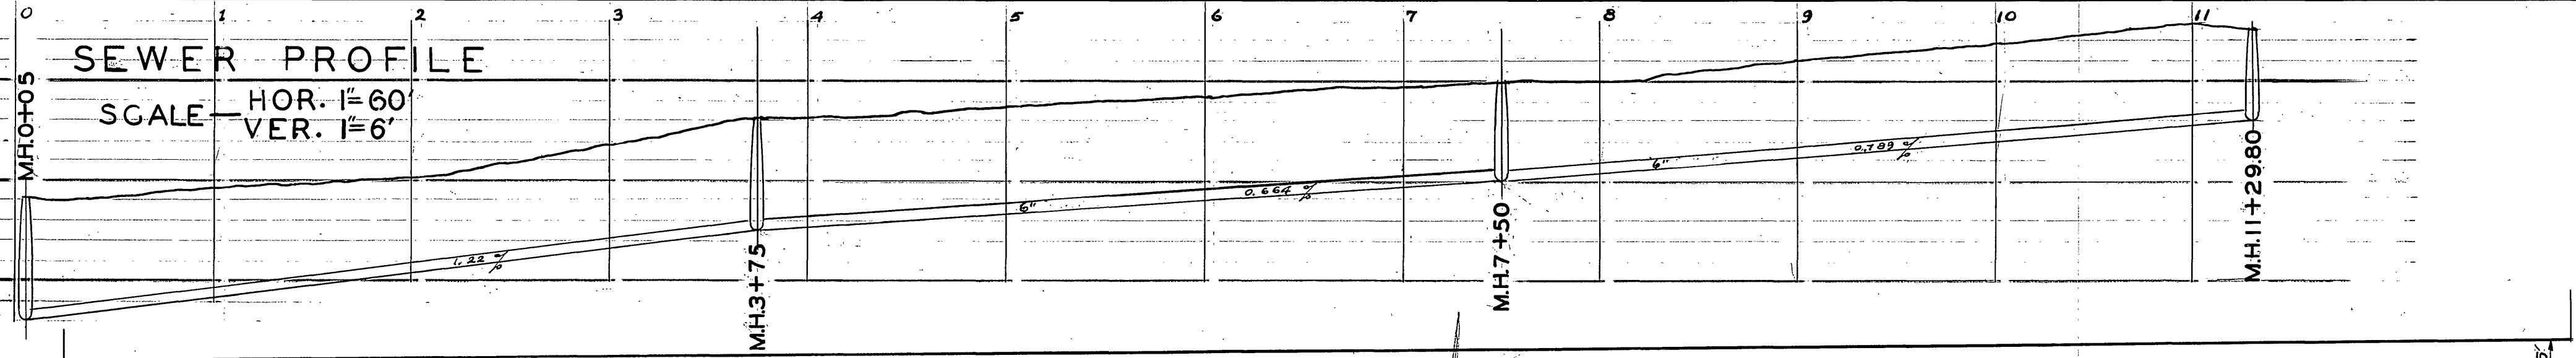 0 1 2 3 4 5 6 7 8 9 10 11
SEWER PROFILE
SCALE— HOR. 1"=60'
VER. 1"=6'
M.H.0+05
1.22 %
M.H.3+75
6"
0.664 %
M.H.7+50
6"
0.789 %
M.H.11+29.80